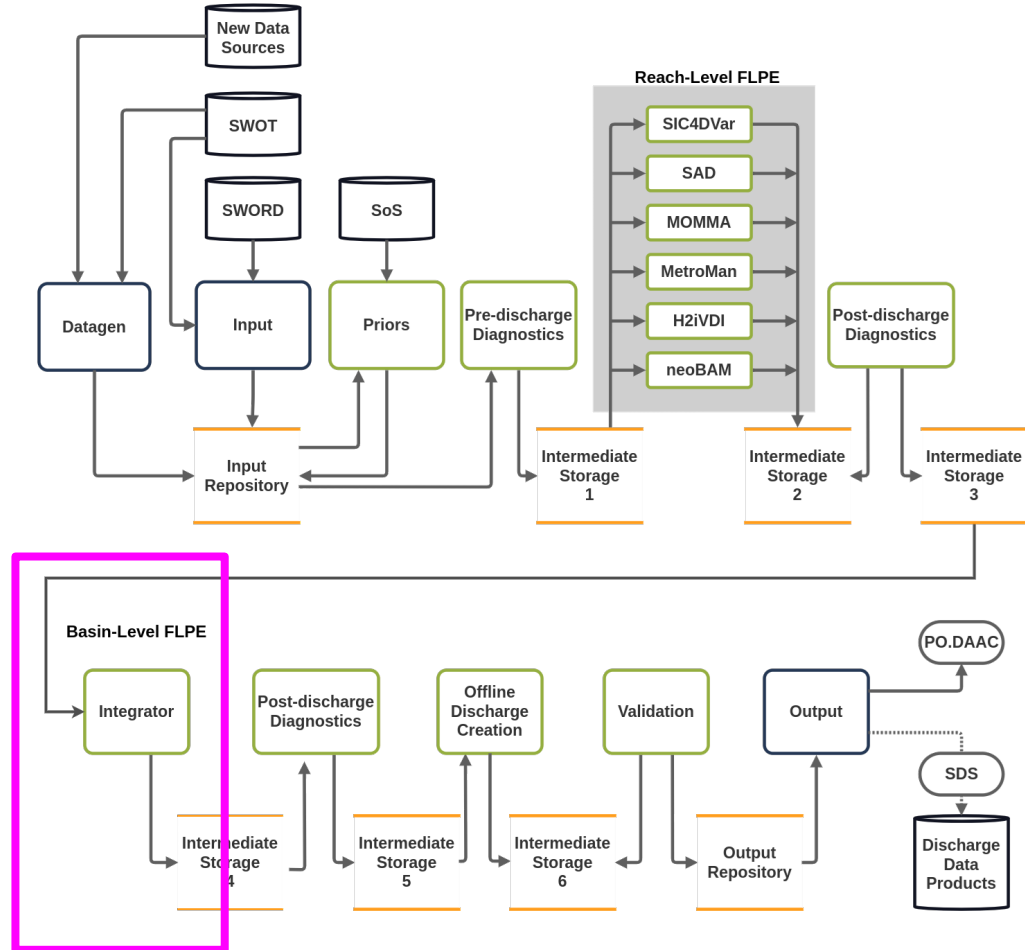 New Data
Sources
SWOT
SWORD
SoS
Reach-Level FLPE
SIC4DVar
SAD
MOMMA
MetroMan
H2iVDI
neoBAM
Datagen
Input
Priors
Pre-discharge
Diagnostics
Post-discharge
Diagnostics
Input
Repository
Intermediate
Storage
1
Intermediate
Storage
2
Intermediate
Storage
3
Basin-Level FLPE
Integrator
Post-discharge
Diagnostics
Offline
Discharge
Creation
Validation
Output
PO.DAAC
SDS
Intermediate
Storage
4
Intermediate
Storage
5
Intermediate
Storage
6
Output
Repository
Discharge
Data
Products